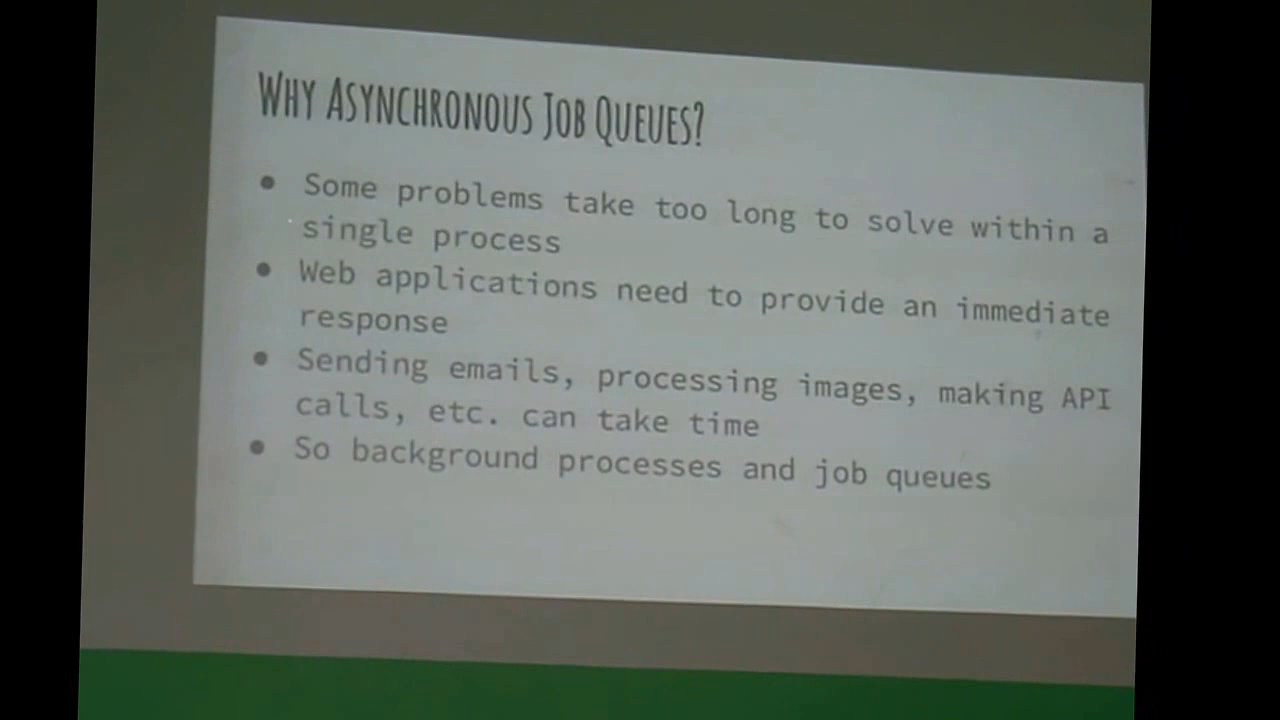 Why Asynchronous Job Queues?
● Some problems take too long to solve within a
single process
● Web applications need to provide an immediate
response
● Sending emails, processing images, making API
calls, etc. can take time
● So background processes and job queues